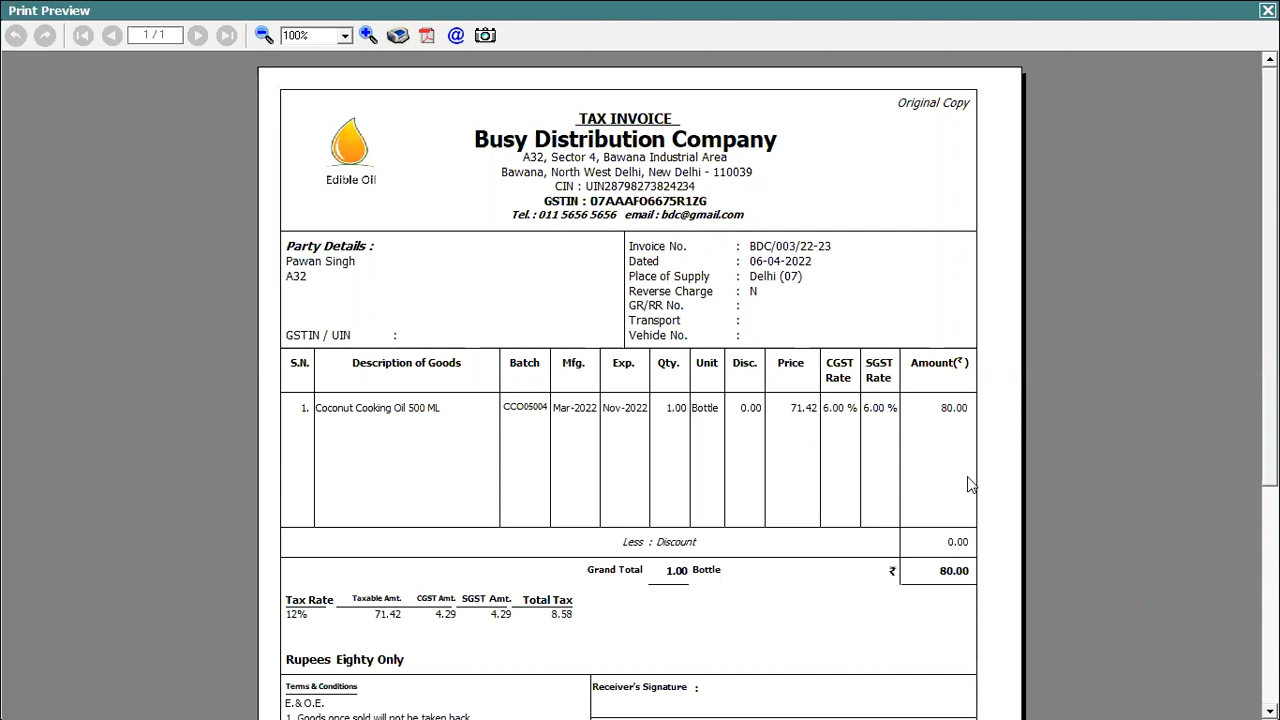 Print Preview
1 / 1
100%
Original Copy
TAX INVOICE
Busy Distribution Company
A32, Sector 4, Bawana Industrial Area
Bawana, North West Delhi, New Delhi - 110039
CIN : UIN28798273824234
GSTIN : 07AAAFO6675R1ZG
Tel. : 011 5656 5656 email : bdc@gmail.com
Edible Oil
Party Details :
Pawan Singh
A32
GSTIN / UIN :
Invoice No. : BDC/003/22-23
Dated : 06-04-2022
Place of Supply : Delhi (07)
Reverse Charge : N
GR/RR No. :
Transport :
Vehicle No. :
S.N. Description of Goods Batch Mfg. Exp. Qty. Unit Disc. Price CGST Rate SGST Rate Amount(₹ )
1. Coconut Cooking Oil 500 ML CCO05004 Mar-2022 Nov-2022 1.00 Bottle 0.00 71.42 6.00 % 6.00 % 80.00
Less : Discount 0.00
Grand Total 1.00 Bottle ₹ 80.00
Tax Rate Taxable Amt. CGST Amt. SGST Amt. Total Tax
12% 71.42 4.29 4.29 8.58
Rupees Eighty Only
Terms & Conditions
E.& O.E.
1. Goods once sold will not be taken back
Receiver's Signature :